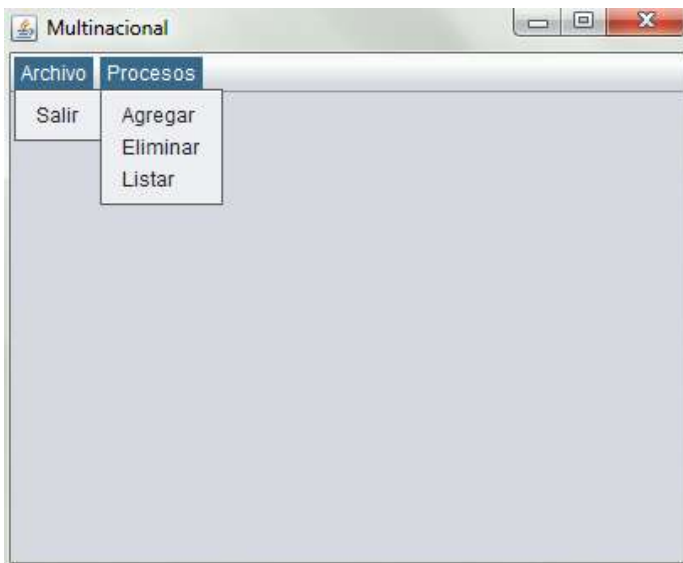 Multinacional
Archivo Procesos
Salir
Agregar
Eliminar
Listar